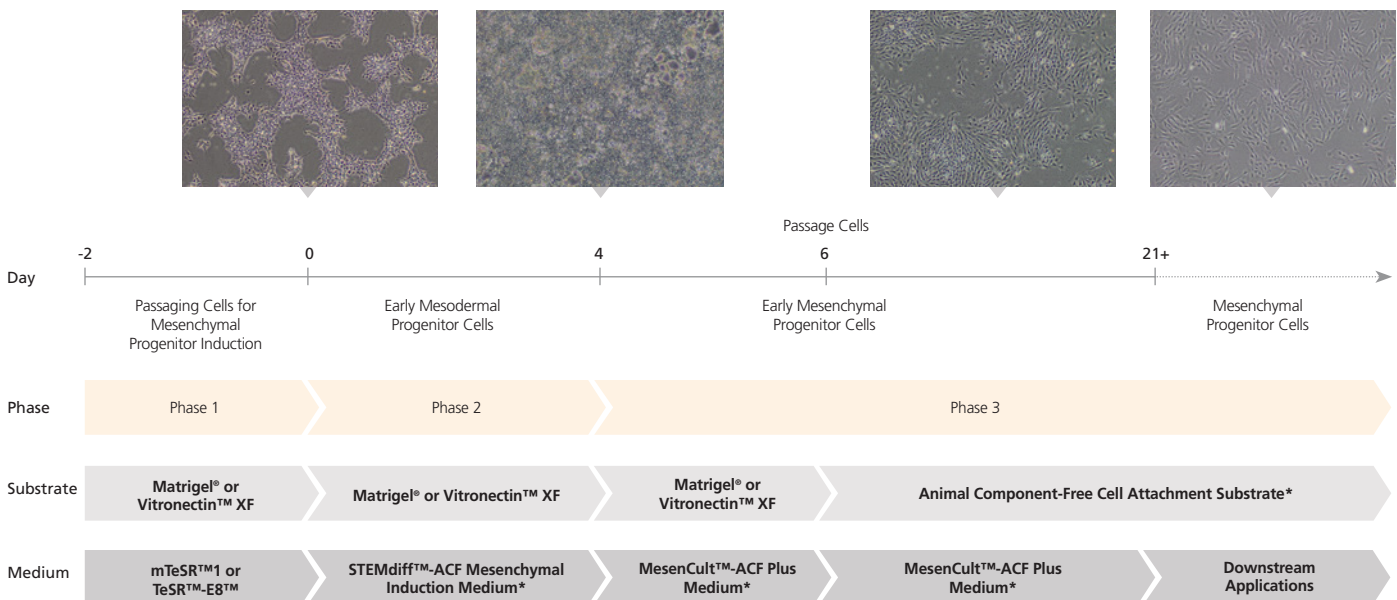 Passage Cells
-2
0
4
6
21+
Day
Passaging Cells for
Mesenchymal
Progenitor Induction
Early Mesodermal
Progenitor Cells
Early Mesenchymal
Progenitor Cells
Mesenchymal
Progenitor Cells
Phase
Phase 1
Phase 2
Phase 3
Substrate
Matrigel® or
Vitronectin™ XF
Matrigel® or Vitronectin™ XF
Matrigel® or
Vitronectin™ XF
Animal Component-Free Cell Attachment Substrate*
Medium
mTeSR™1 or
TeSR™-E8™
STEMdiff™-ACF Mesenchymal
Induction Medium*
MesenCult™-ACF Plus
Medium*
MesenCult™-ACF Plus
Medium*
Downstream
Applications